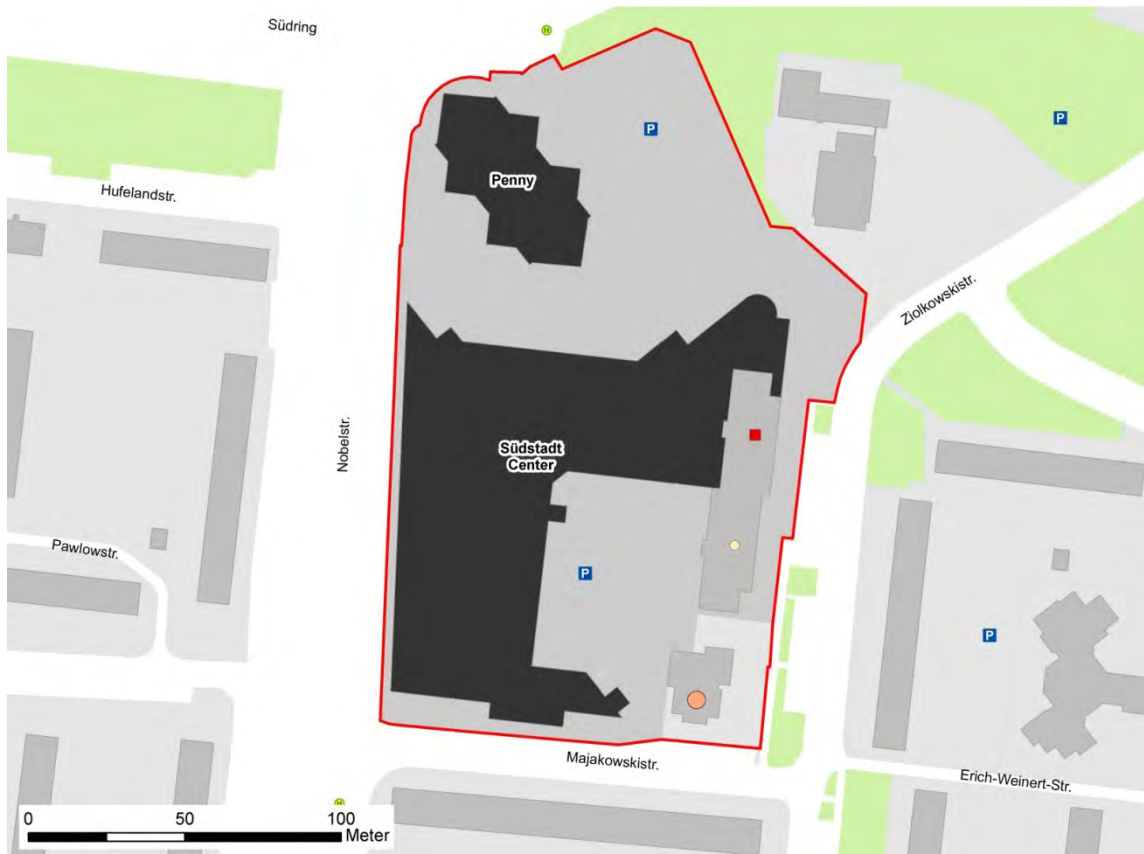 Südring
H
P
P
Hufelandstr.
Penny
Ziolkowskistr.
Nobelstr.
Südstadt
Center
Pawlowstr.
P
P
Majakowskistr.
Erich-Weinert-Str.
H
0 50 100
Meter